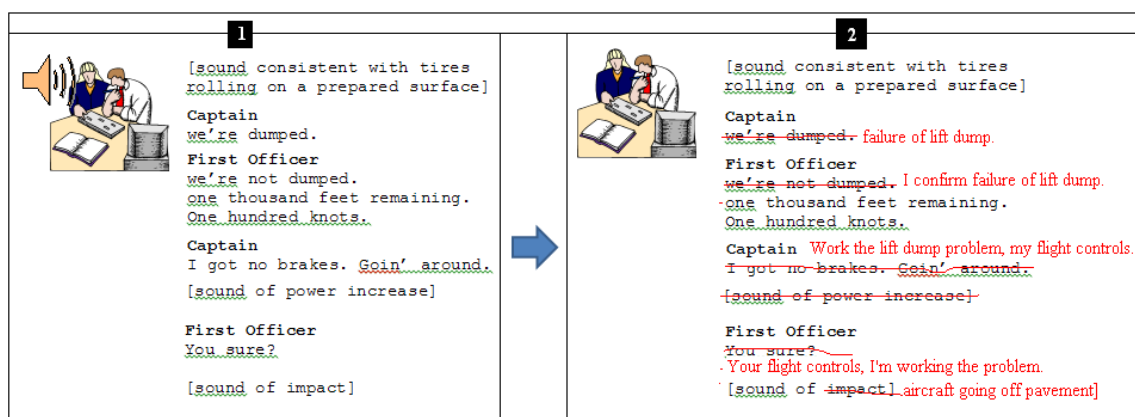 1
[sound consistent with tires
rolling on a prepared surface]
Captain
we're dumped.
First Officer
we're not dumped.
one thousand feet remaining.
One hundred knots.
Captain
I got no brakes. Goin' around.
[sound of power increase]
First Officer
You sure?
[sound of impact]
2
[sound consistent with tires
rolling on a prepared surface]
Captain
we're dumped. failure of lift dump.
First Officer
we're not dumped. I confirm failure of lift dump.
one thousand feet remaining.
One hundred knots.
Captain Work the lift dump problem, my flight controls.
I got no brakes. Goin' around.
[sound of power increase]
First Officer
You sure?
Your flight controls, I'm working the problem.
[sound of impact] aircraft going off pavement]